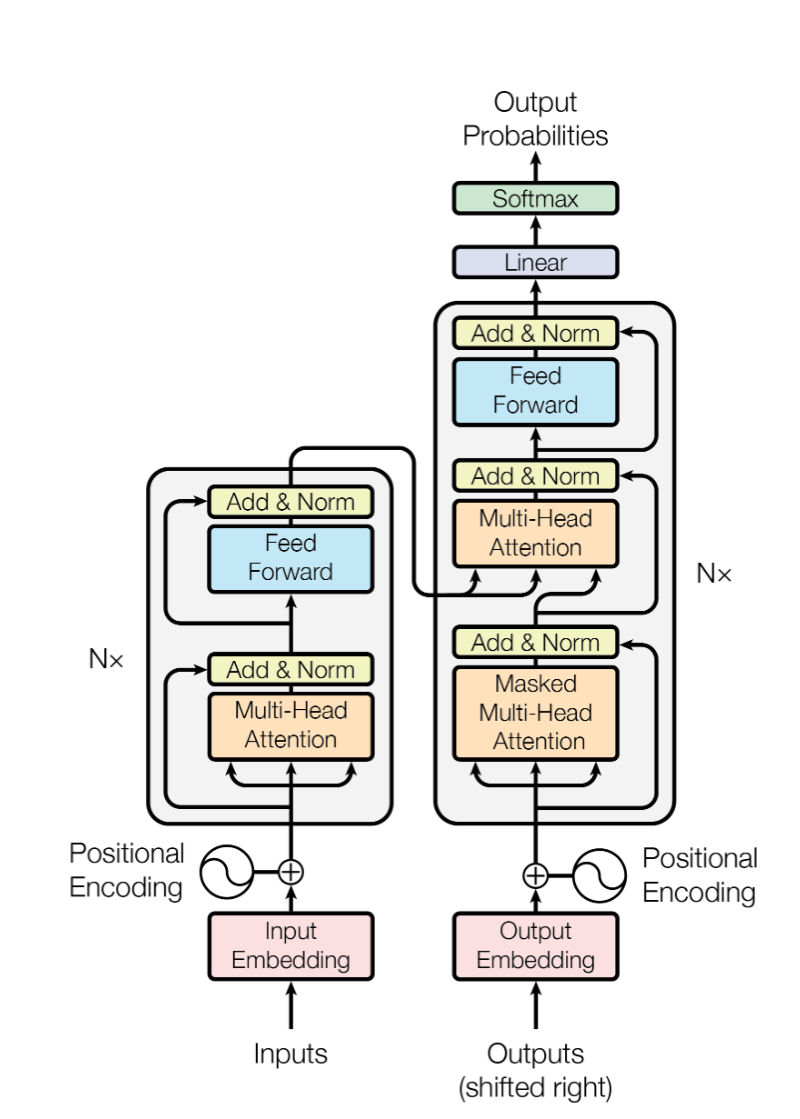 Output
Probabilities
Softmax
Linear
Add & Norm
Feed
Forward
Add & Norm
Multi-Head
Attention
Add & Norm
Masked
Multi-Head
Attention
N×
Positional
Encoding
Output
Embedding
Outputs
(shifted right)
Add & Norm
Feed
Forward
Add & Norm
Multi-Head
Attention
N×
Positional
Encoding
Input
Embedding
Inputs